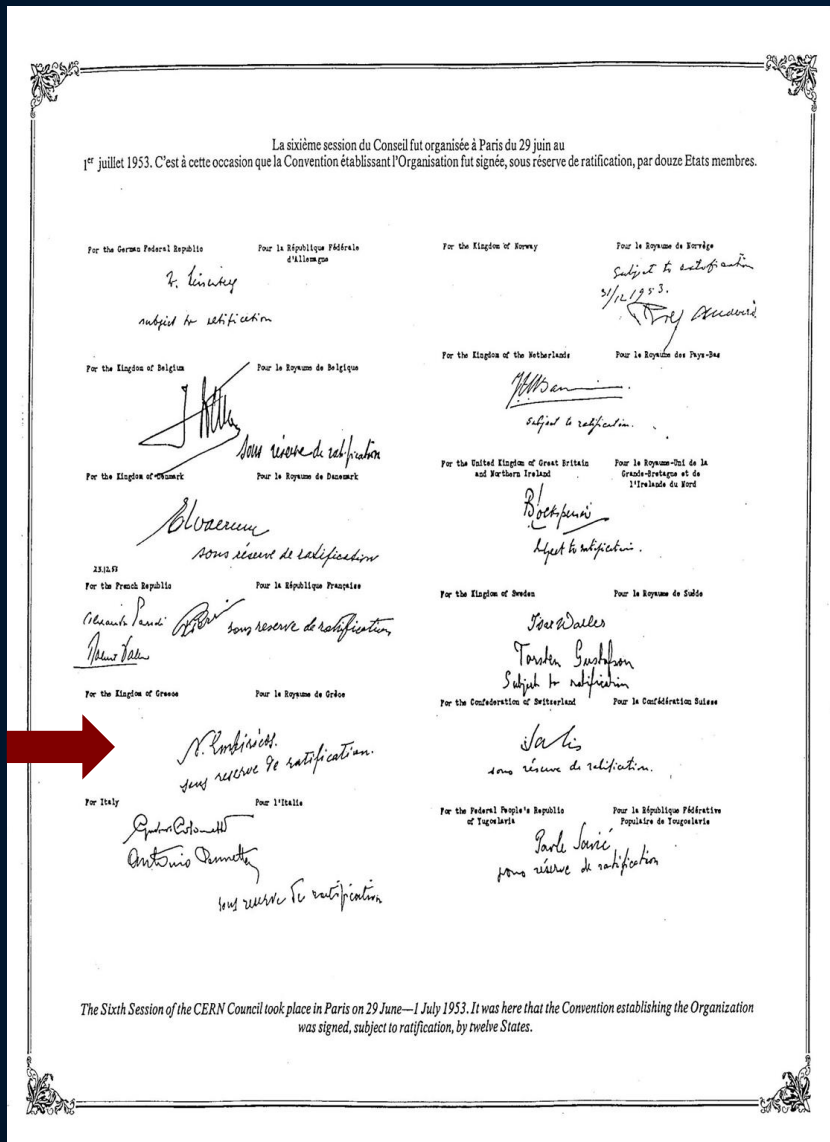 La sixième session du Conseil fut organisée à Paris du 29 juin au
1er juillet 1953. C'est à cette occasion que la Convention établissant l'Organisation fut signée, sous réserve de ratification, par douze Etats membres.
For the German Federal Republic
Pour la République Fédérale
d'Allemagne
subject to ratification
For the Kingdom of Belgium
Pour le Royaume de Belgique
sous réserve de ratification
For the Kingdom of Denmark
Pour le Royaume de Danemark
sous réserve de ratification
23.12.53
For the French Republic
Pour la République Française
sous reserve de ratification
For the Kingdom of Greece
Pour le Royaume de Grèce
N. Embiricos.
sous reserve de ratification.
For Italy
Pour l'Italie
Antonio Pennetta
sous reserve de ratification
For the Kingdom of Norway
Pour le Royaume de Norvège
Subject to ratification
31/12 1953.
For the Kingdom of the Netherlands
Pour le Royaume des Pays-Bas
subject to ratification.
For the United Kingdom of Great Britain
and Northern Ireland
Pour le Royaume-Uni de la
Grande-Bretagne et de
l'Irelande du Nord
subject to ratification.
For the Kingdom of Sweden
Pour le Royaume de Suède
Ivar Waller
Torsten Gustafson
Subject to ratification
For the Confederation of Switzerland
Pour la Confédération Suisse
sous réserve de ratification.
For the Federal People's Republic
of Yugoslavia
Pour la République Fédérative
Populaire de Yougoslavie
Pavle Savić
sous réserve de ratification
The Sixth Session of the CERN Council took place in Paris on 29 June—1 July 1953. It was here that the Convention establishing the Organization
was signed, subject to ratification, by twelve States.